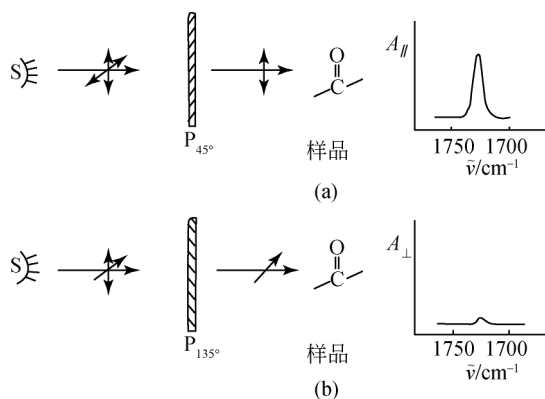 S
P₄₅°
O
C
样品
A∥
1750 1700
ṽ/cm⁻¹
(a)
S
P₁₃₅°
O
C
样品
A⊥
1750 1700
ṽ/cm⁻¹
(b)